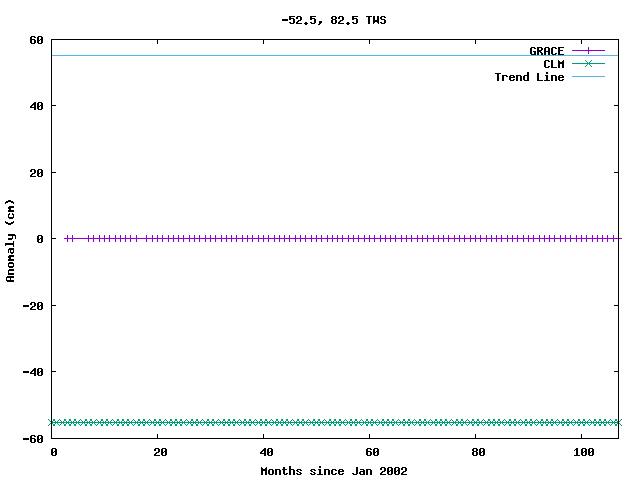 -52.5, 82.5 TWS
60
40
20
0
-20
-40
-60
Anomaly (cm)
GRACE
CLM
Trend Line
0 20 40 60 80 100
Months since Jan 2002